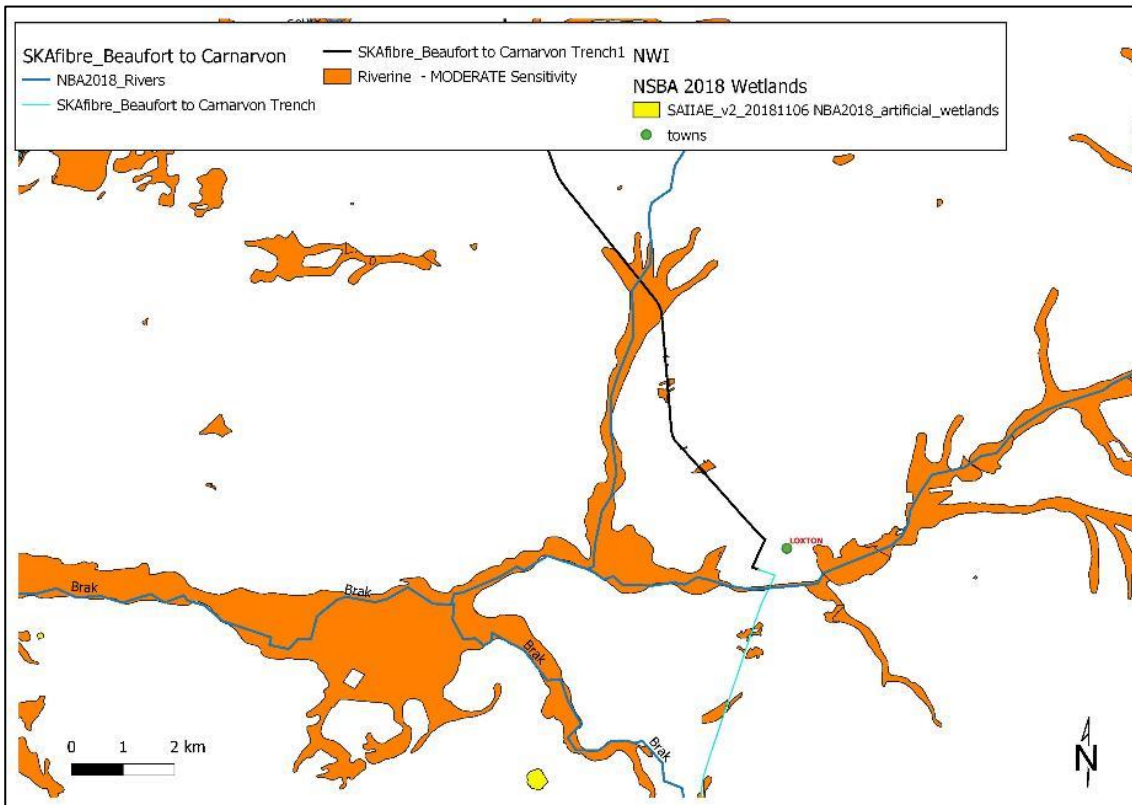 SKAfibre_Beaufort to Carnarvon
NBA2018_Rivers
SKAfibre_Beaufort to Carnarvon Trench
SKAfibre_Beaufort to Carnarvon Trench1
Riverine - MODERATE Sensitivity
NWI
NSBA 2018 Wetlands
SAIIAE_v2_20181106 NBA2018_artificial_wetlands
towns
LOXTON
Brak
Brak
Brak
Brak
0 1 2 km
N